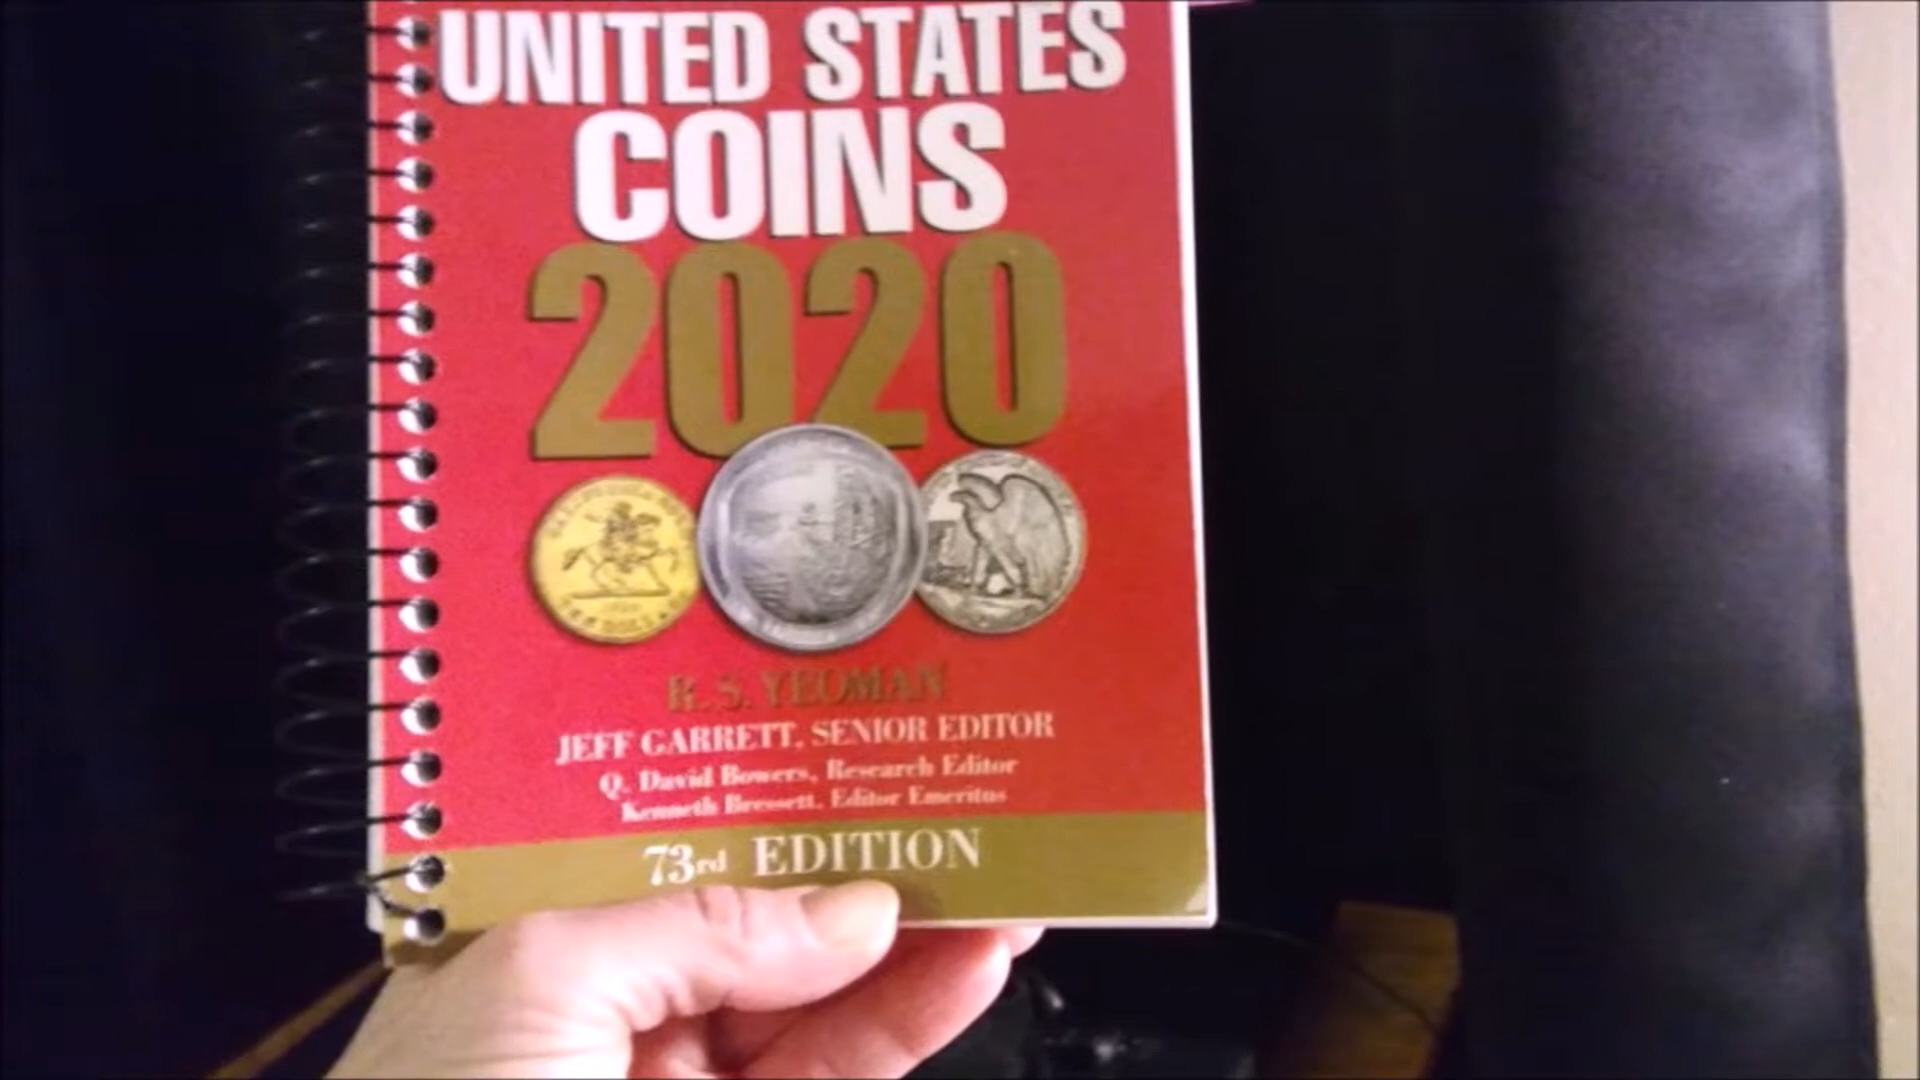 UNITED STATES
COINS
2020
R. S. YEOMAN
JEFF GARRETT, SENIOR EDITOR
Q. David Bowers, Research Editor
Kenneth Bressett, Editor Emeritus
73rd EDITION